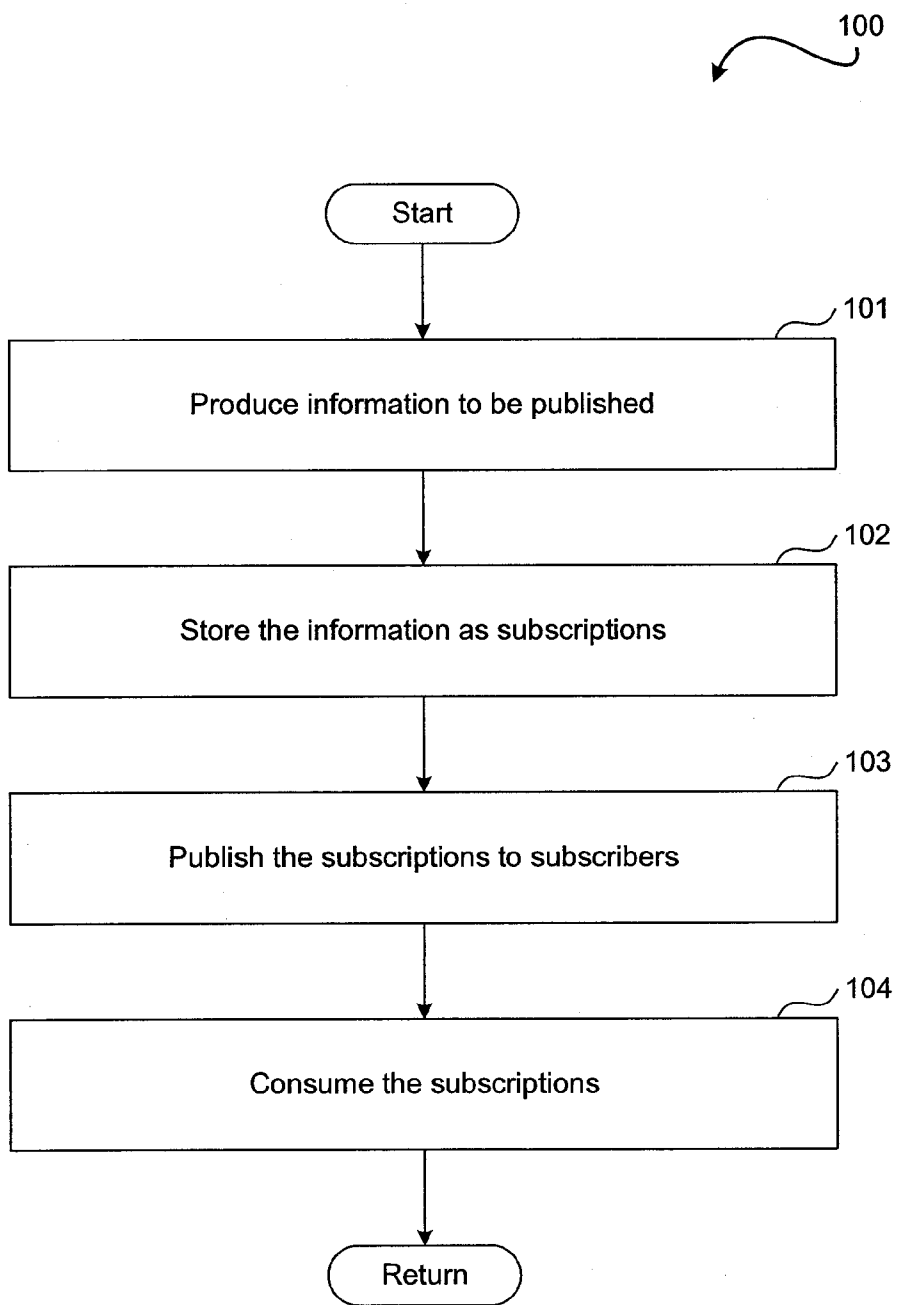 100
Start
101
Produce information to be published
102
Store the information as subscriptions
103
Publish the subscriptions to subscribers
104
Consume the subscriptions
Return